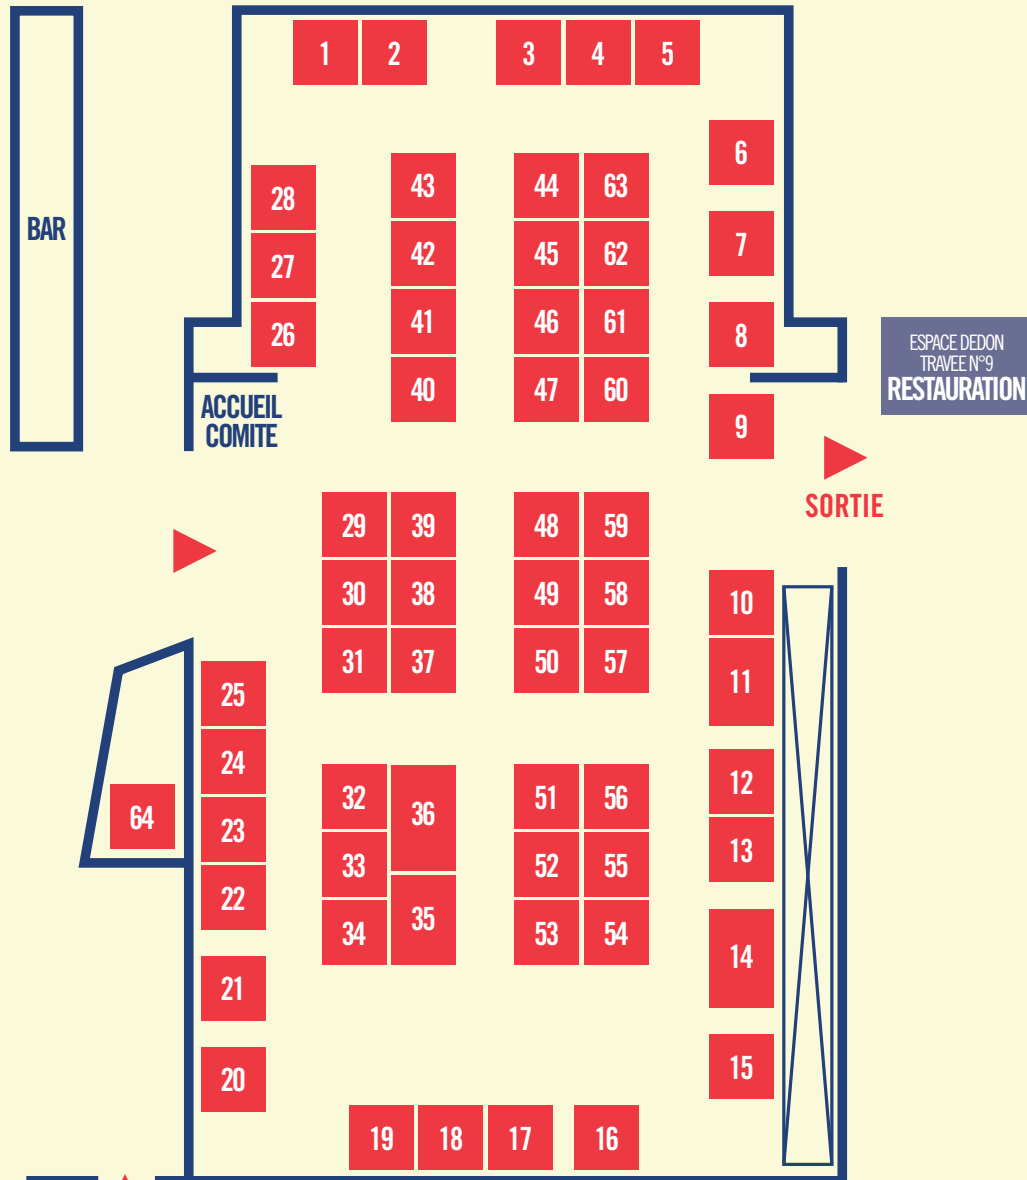 1 2 3 4 5
6
28 43 44 63
BAR
27 42 45 62 7
26 41 46 61 8
ESPACE DEDON
TRAVEE N°9
RESTAURATION
40 47 60
ACCUEIL
COMITE
9
SORTIE
29 39 48 59
30 38 49 58 10
31 37 50 57 11
25
24 12
32 36 51 56
64 23 13
33 52 55
22
34 35 53 54 14
21
20 15
19 18 17 16